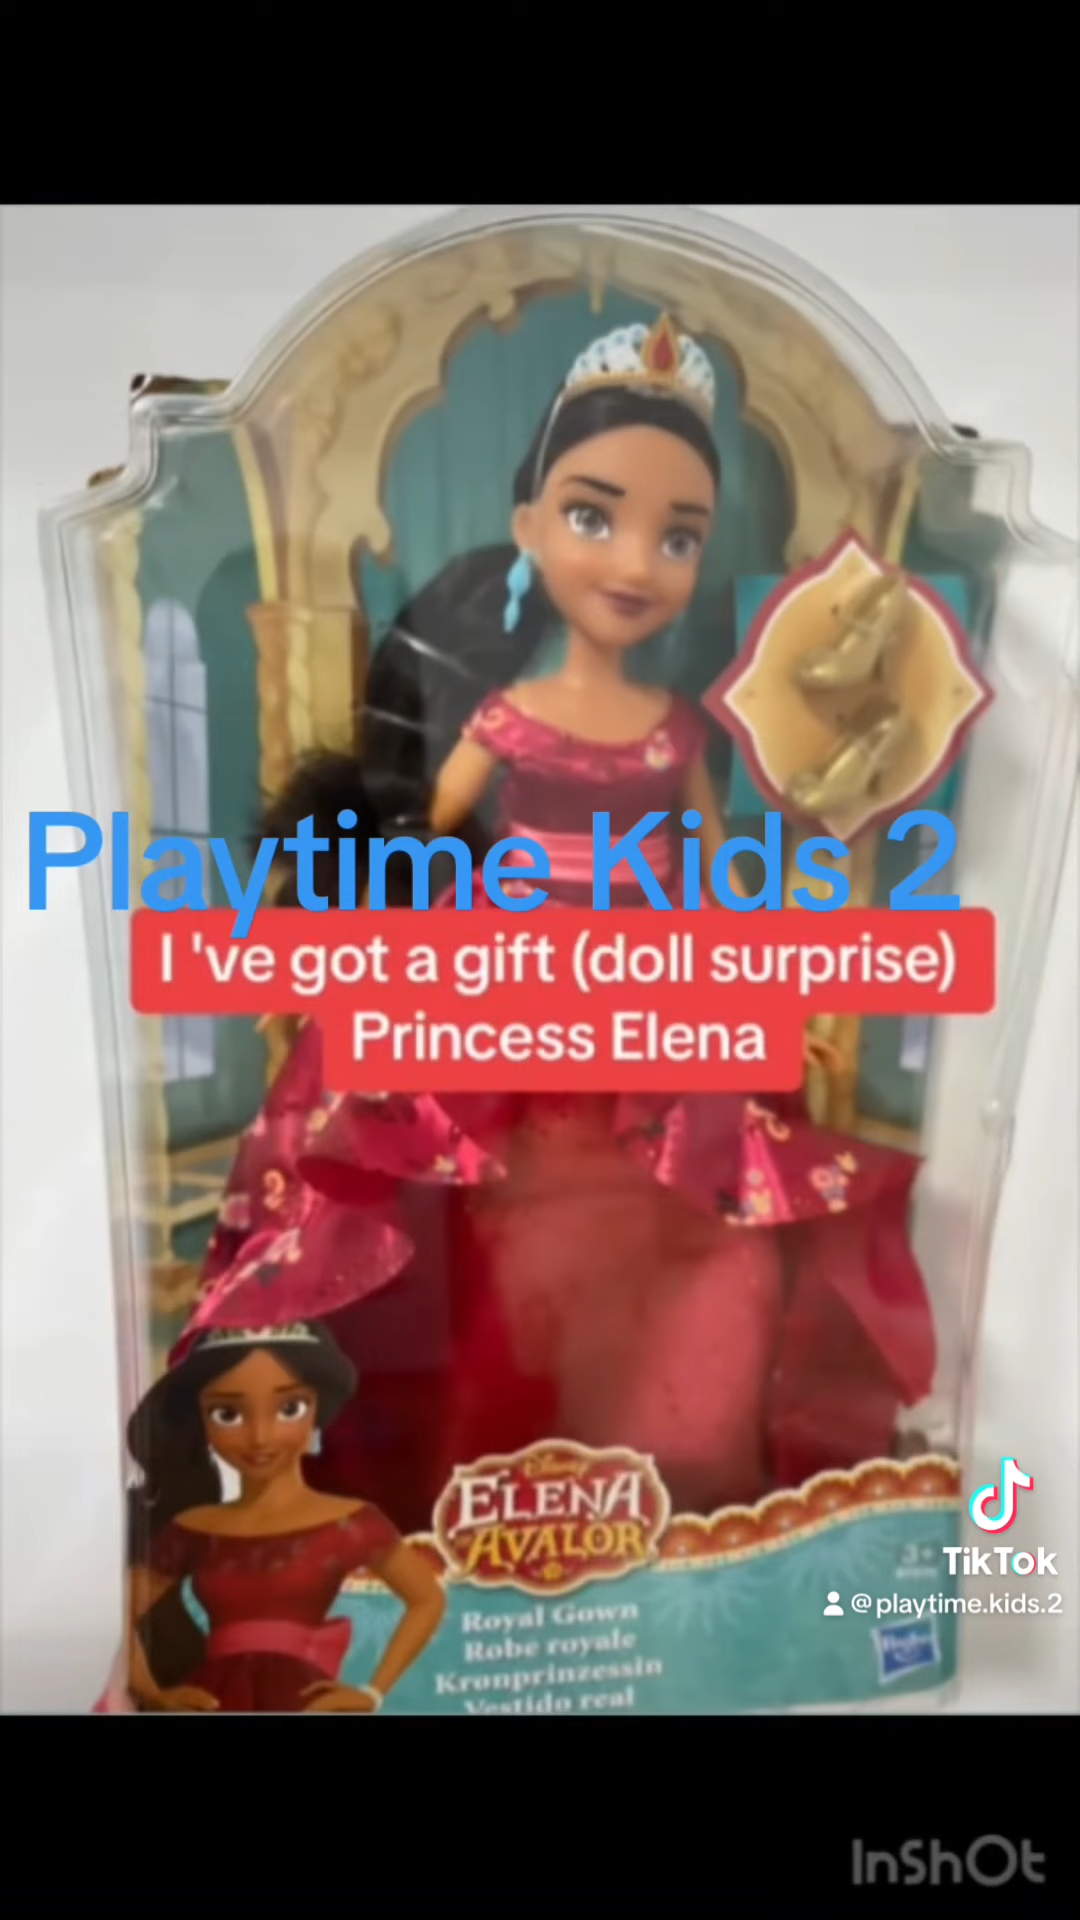 Playtime Kids 2
I 've got a gift (doll surprise)
Princess Elena
Disney
ELENA
AVALOR
3+
TikTok
@playtime.kids.2
Royal Gown
Robe royale
Kronprinzessin
Vestido real
Hasbro
InShOt